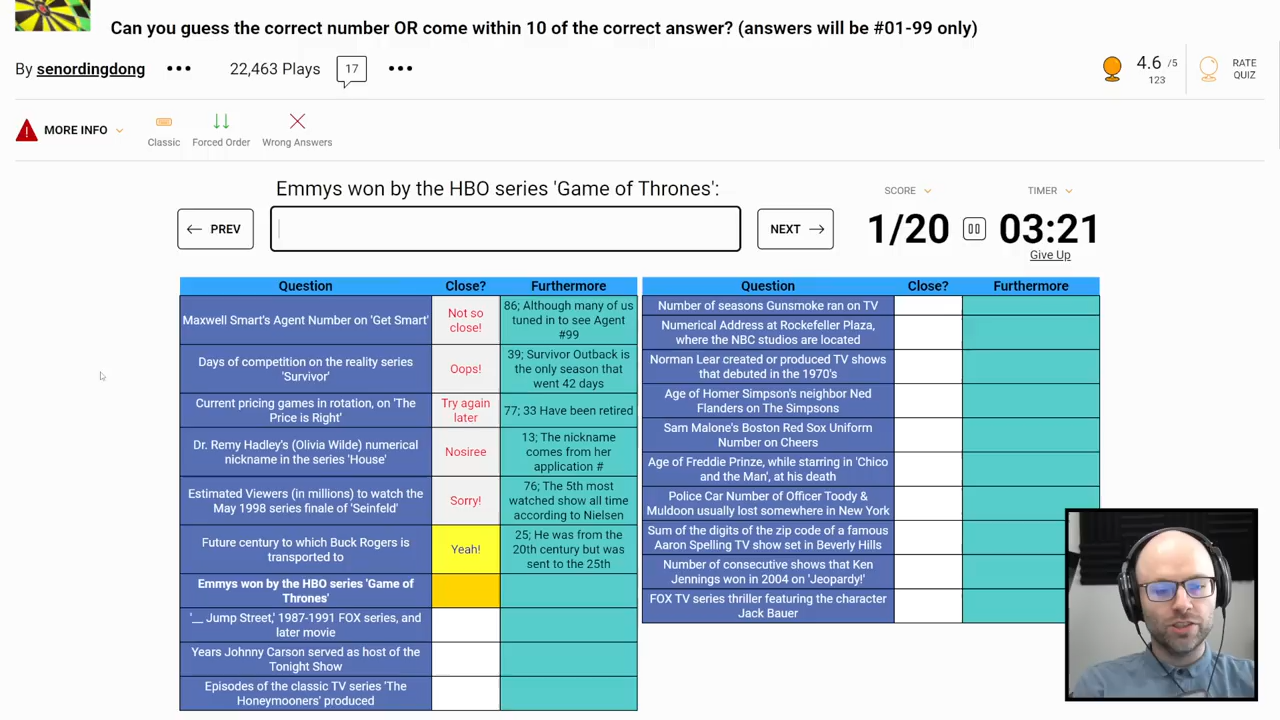 Can you guess the correct number OR come within 10 of the correct answer? (answers will be #01-99 only)
By senordingdong ••• 22,463 Plays 17 •••
4.6 /5
123
RATE
QUIZ
MORE INFO
Classic
Forced Order
Wrong Answers
Emmys won by the HBO series 'Game of Thrones':
← PREV
NEXT →
SCORE
1/20
TIMER
03:21
Give Up
Question Close? Furthermore
Maxwell Smart's Agent Number on 'Get Smart'
Not so
close!
86; Although many of us
tuned in to see Agent
#99
Days of competition on the reality series
'Survivor'
Oops!
39; Survivor Outback is
the only season that
went 42 days
Current pricing games in rotation, on 'The
Price is Right'
Try again
later
77; 33 Have been retired
Dr. Remy Hadley's (Olivia Wilde) numerical
nickname in the series 'House'
Nosiree
13; The nickname
comes from her
application #
Estimated Viewers (in millions) to watch the
May 1998 series finale of 'Seinfeld'
Sorry!
76; The 5th most
watched show all time
according to Nielsen
Future century to which Buck Rogers is
transported to
Yeah!
25; He was from the
20th century but was
sent to the 25th
Emmys won by the HBO series 'Game of
Thrones'
'__ Jump Street,' 1987-1991 FOX series, and
later movie
Years Johnny Carson served as host of the
Tonight Show
Episodes of the classic TV series 'The
Honeymooners' produced
Question Close? Furthermore
Number of seasons Gunsmoke ran on TV
Numerical Address at Rockefeller Plaza,
where the NBC studios are located
Norman Lear created or produced TV shows
that debuted in the 1970's
Age of Homer Simpson's neighbor Ned
Flanders on The Simpsons
Sam Malone's Boston Red Sox Uniform
Number on Cheers
Age of Freddie Prinze, while starring in 'Chico
and the Man', at his death
Police Car Number of Officer Toody &
Muldoon usually lost somewhere in New York
Sum of the digits of the zip code of a famous
Aaron Spelling TV show set in Beverly Hills
Number of consecutive shows that Ken
Jennings won in 2004 on 'Jeopardy!'
FOX TV series thriller featuring the character
Jack Bauer